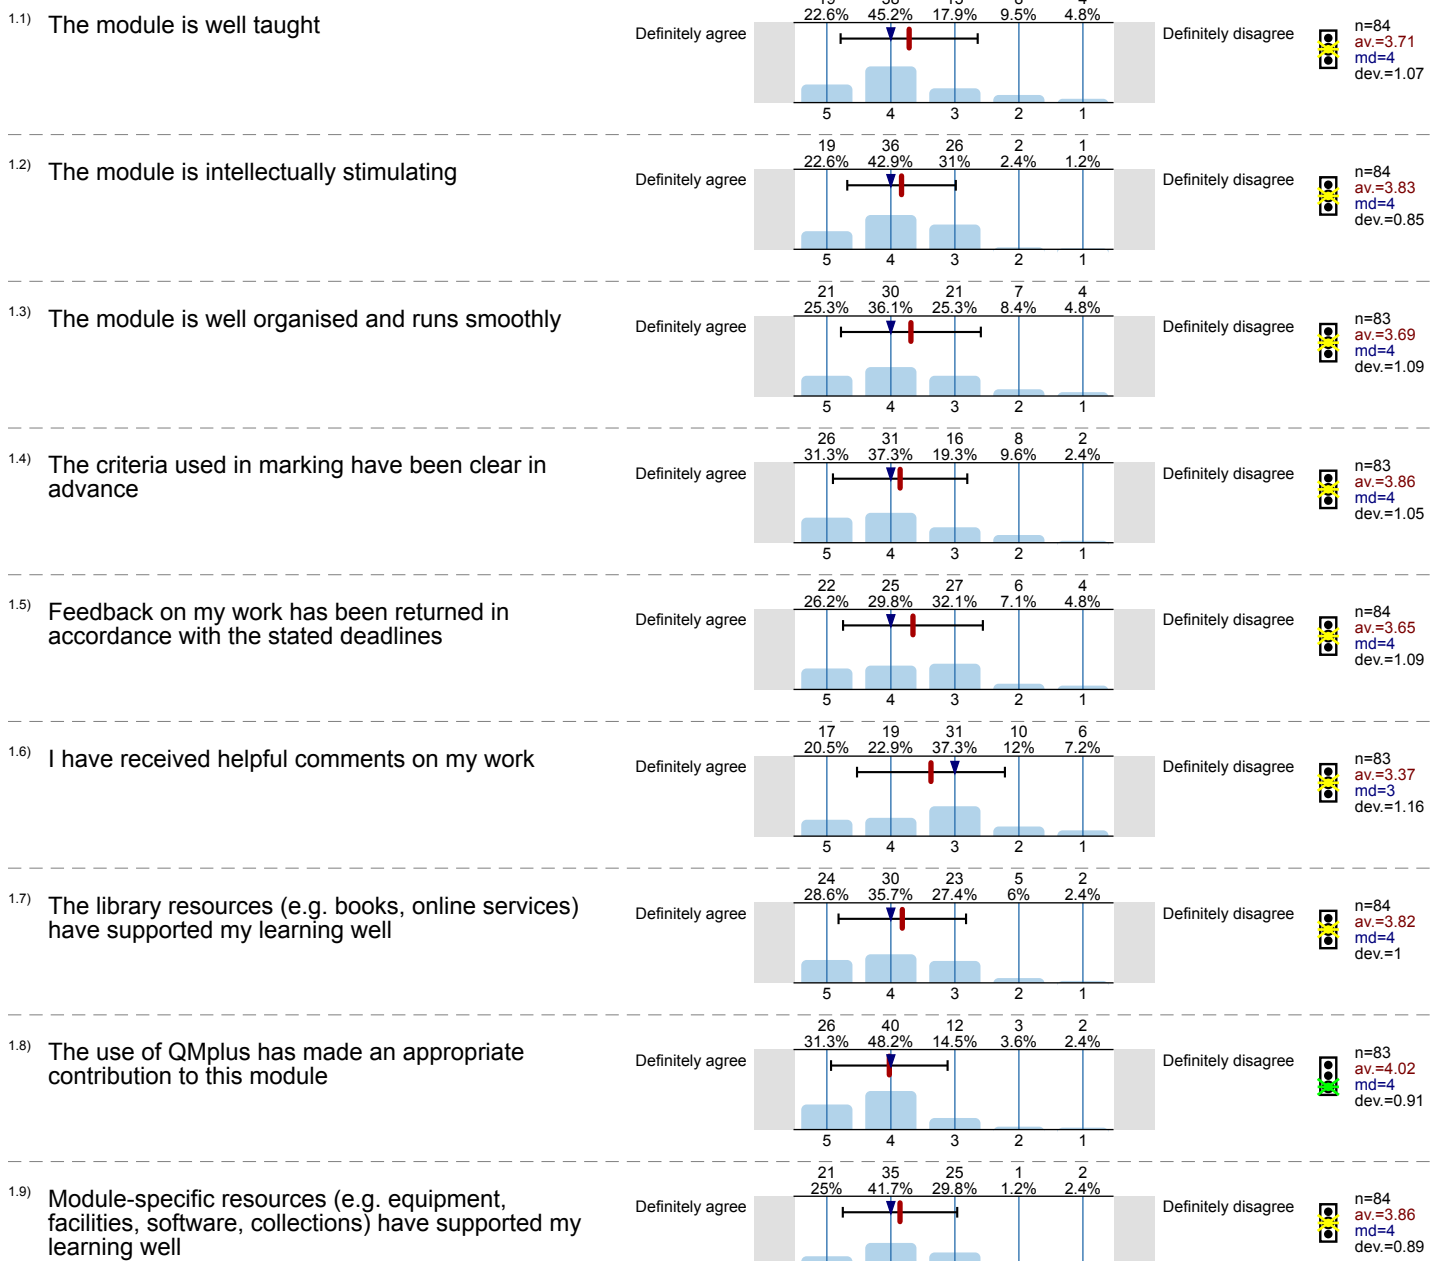 19 38 15 8 4
22.6% 45.2% 17.9% 9.5% 4.8%
1.1) The module is well taught
Definitely agree
Definitely disagree
n=84
av.=3.71
md=4
dev.=1.07
5 4 3 2 1
19 36 26 2 1
22.6% 42.9% 31% 2.4% 1.2%
1.2) The module is intellectually stimulating
Definitely agree
Definitely disagree
n=84
av.=3.83
md=4
dev.=0.85
5 4 3 2 1
21 30 21 7 4
25.3% 36.1% 25.3% 8.4% 4.8%
1.3) The module is well organised and runs smoothly
Definitely agree
Definitely disagree
n=83
av.=3.69
md=4
dev.=1.09
5 4 3 2 1
26 31 16 8 2
31.3% 37.3% 19.3% 9.6% 2.4%
1.4) The criteria used in marking have been clear in
advance
Definitely agree
Definitely disagree
n=83
av.=3.86
md=4
dev.=1.05
5 4 3 2 1
22 25 27 6 4
26.2% 29.8% 32.1% 7.1% 4.8%
1.5) Feedback on my work has been returned in
accordance with the stated deadlines
Definitely agree
Definitely disagree
n=84
av.=3.65
md=4
dev.=1.09
5 4 3 2 1
17 19 31 10 6
20.5% 22.9% 37.3% 12% 7.2%
1.6) I have received helpful comments on my work
Definitely agree
Definitely disagree
n=83
av.=3.37
md=3
dev.=1.16
5 4 3 2 1
24 30 23 5 2
28.6% 35.7% 27.4% 6% 2.4%
1.7) The library resources (e.g. books, online services)
have supported my learning well
Definitely agree
Definitely disagree
n=84
av.=3.82
md=4
dev.=1
5 4 3 2 1
26 40 12 3 2
31.3% 48.2% 14.5% 3.6% 2.4%
1.8) The use of QMplus has made an appropriate
contribution to this module
Definitely agree
Definitely disagree
n=83
av.=4.02
md=4
dev.=0.91
5 4 3 2 1
21 35 25 1 2
25% 41.7% 29.8% 1.2% 2.4%
1.9) Module-specific resources (e.g. equipment,
facilities, software, collections) have supported my
learning well
Definitely agree
Definitely disagree
n=84
av.=3.86
md=4
dev.=0.89